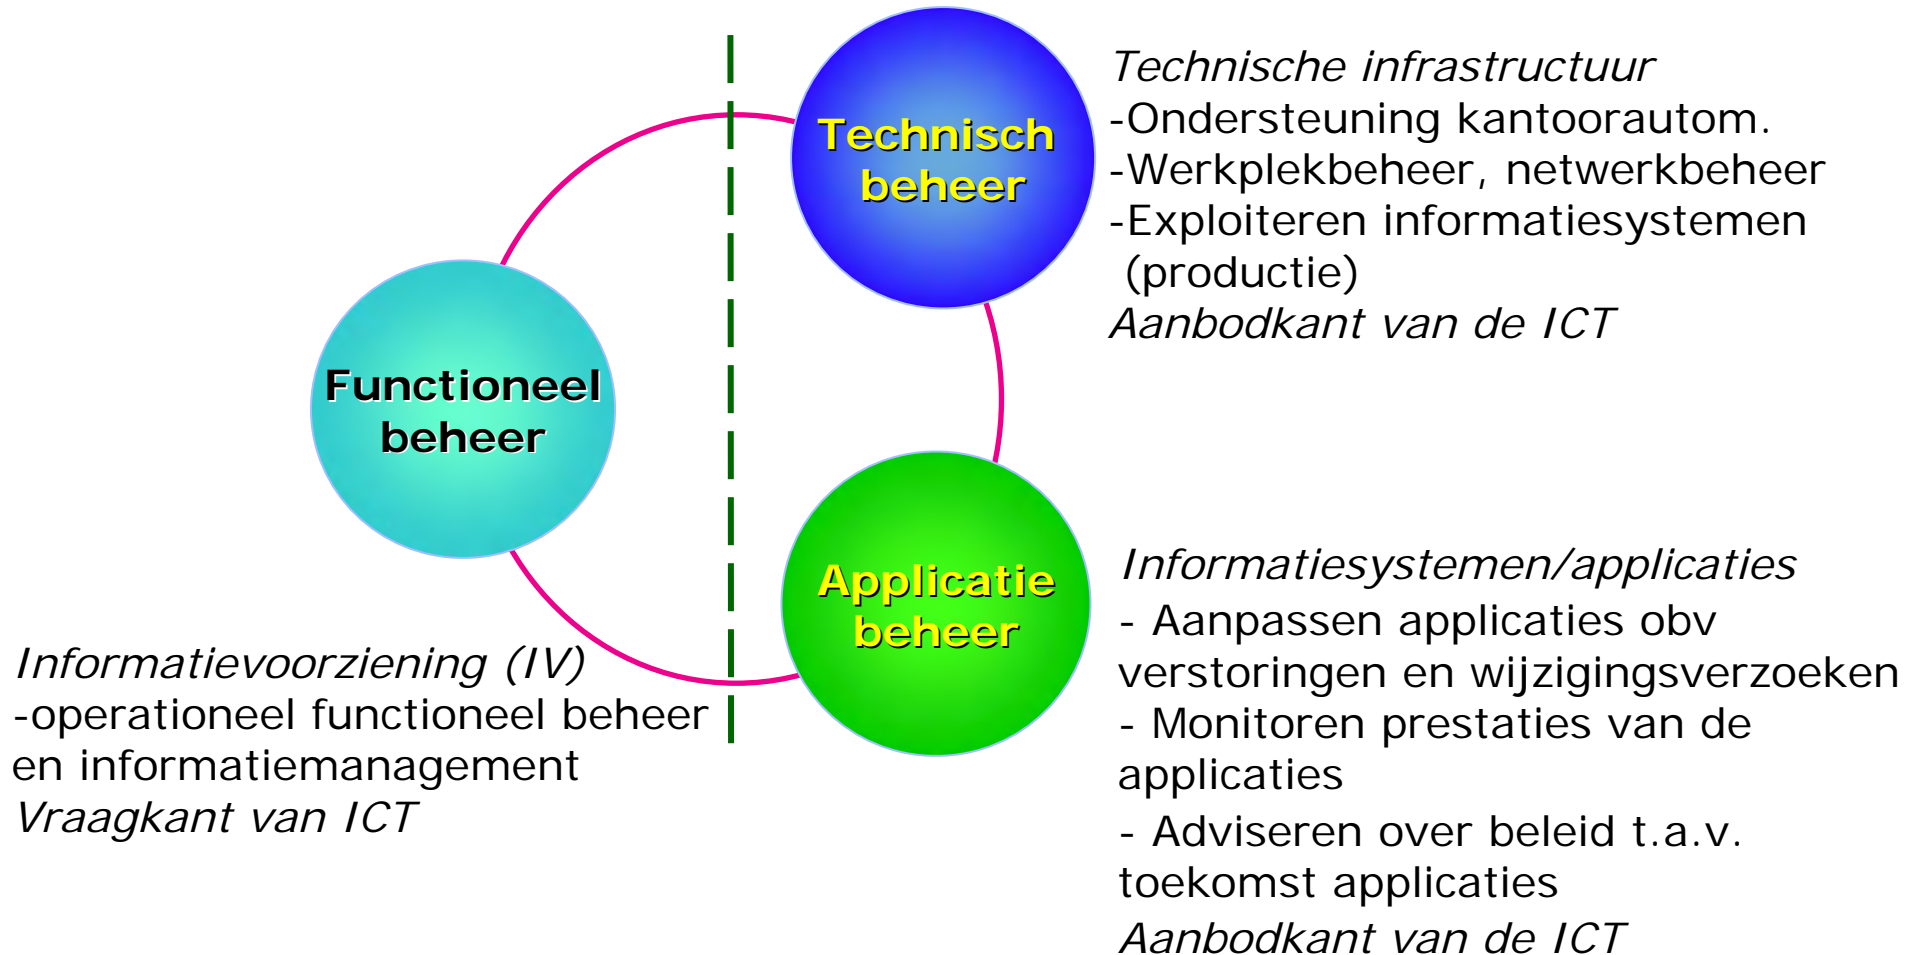 Technisch
beheer
Technische infrastructuur
-Ondersteuning kantoorautom.
-Werkplekbeheer, netwerkbeheer
-Exploiteren informatiesystemen
(productie)
Aanbodkant van de ICT
Functioneel
beheer
Informatievoorziening (IV)
-operationeel functioneel beheer
en informatiemanagement
Vraagkant van ICT
Applicatie
beheer
Informatiesystemen/applicaties
- Aanpassen applicaties obv
verstoringen en wijzigingsverzoeken
- Monitoren prestaties van de
applicaties
- Adviseren over beleid t.a.v.
toekomst applicaties
Aanbodkant van de ICT